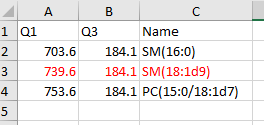 A B C
1 Q1 Q3 Name
2 703.6 184.1 SM(16:0)
3 739.6 184.1 SM(18:1d9)
4 753.6 184.1 PC(15:0/18:1d7)
5